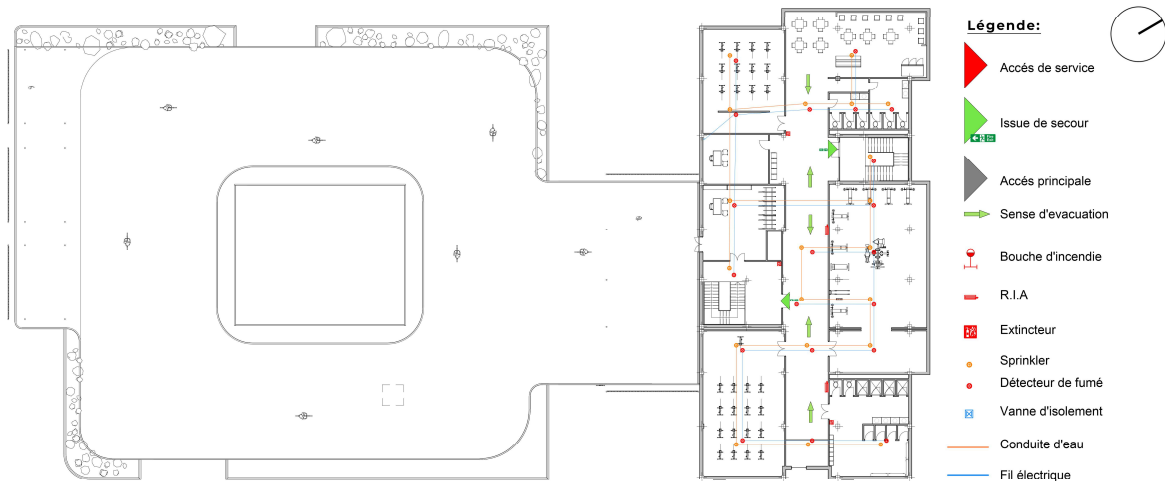 Légende:
Accés de service
Issue de secour
Accés principale
Sense d'evacuation
Bouche d'incendie
R.I.A
Extincteur
Sprinkler
Détecteur de fumé
Vanne d'isolement
Conduite d'eau
Fil électrique